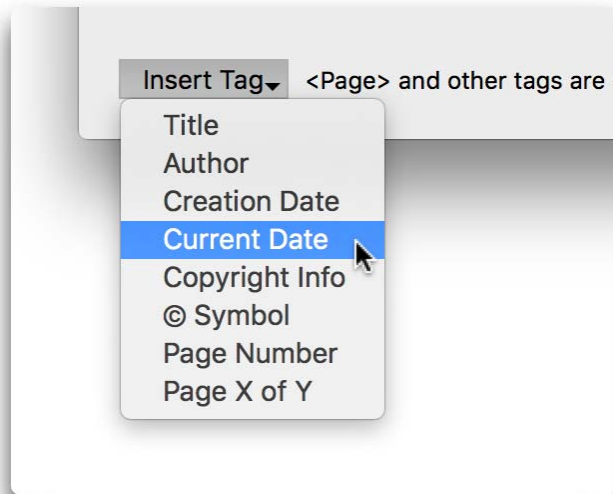 Insert Tag <Page> and other tags are
Title
Author
Creation Date
Current Date
Copyright Info
© Symbol
Page Number
Page X of Y